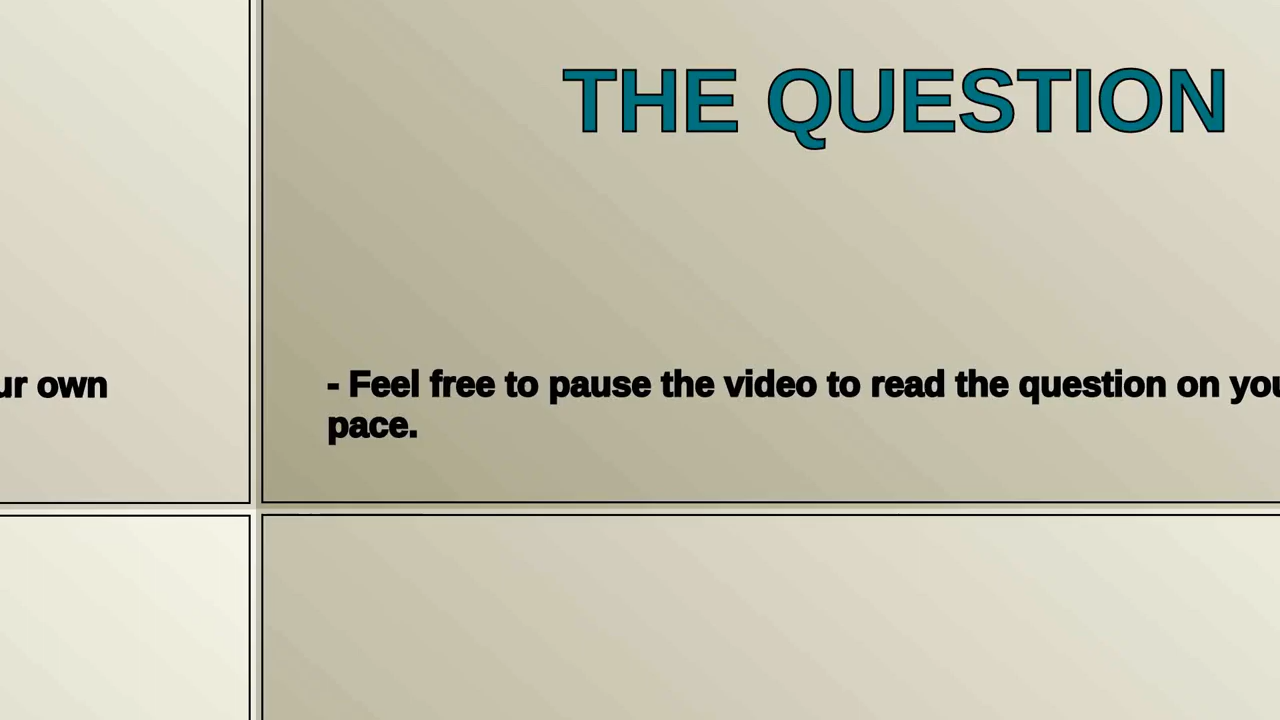 THE QUESTION
ur own
- Feel free to pause the video to read the question on you
pace.